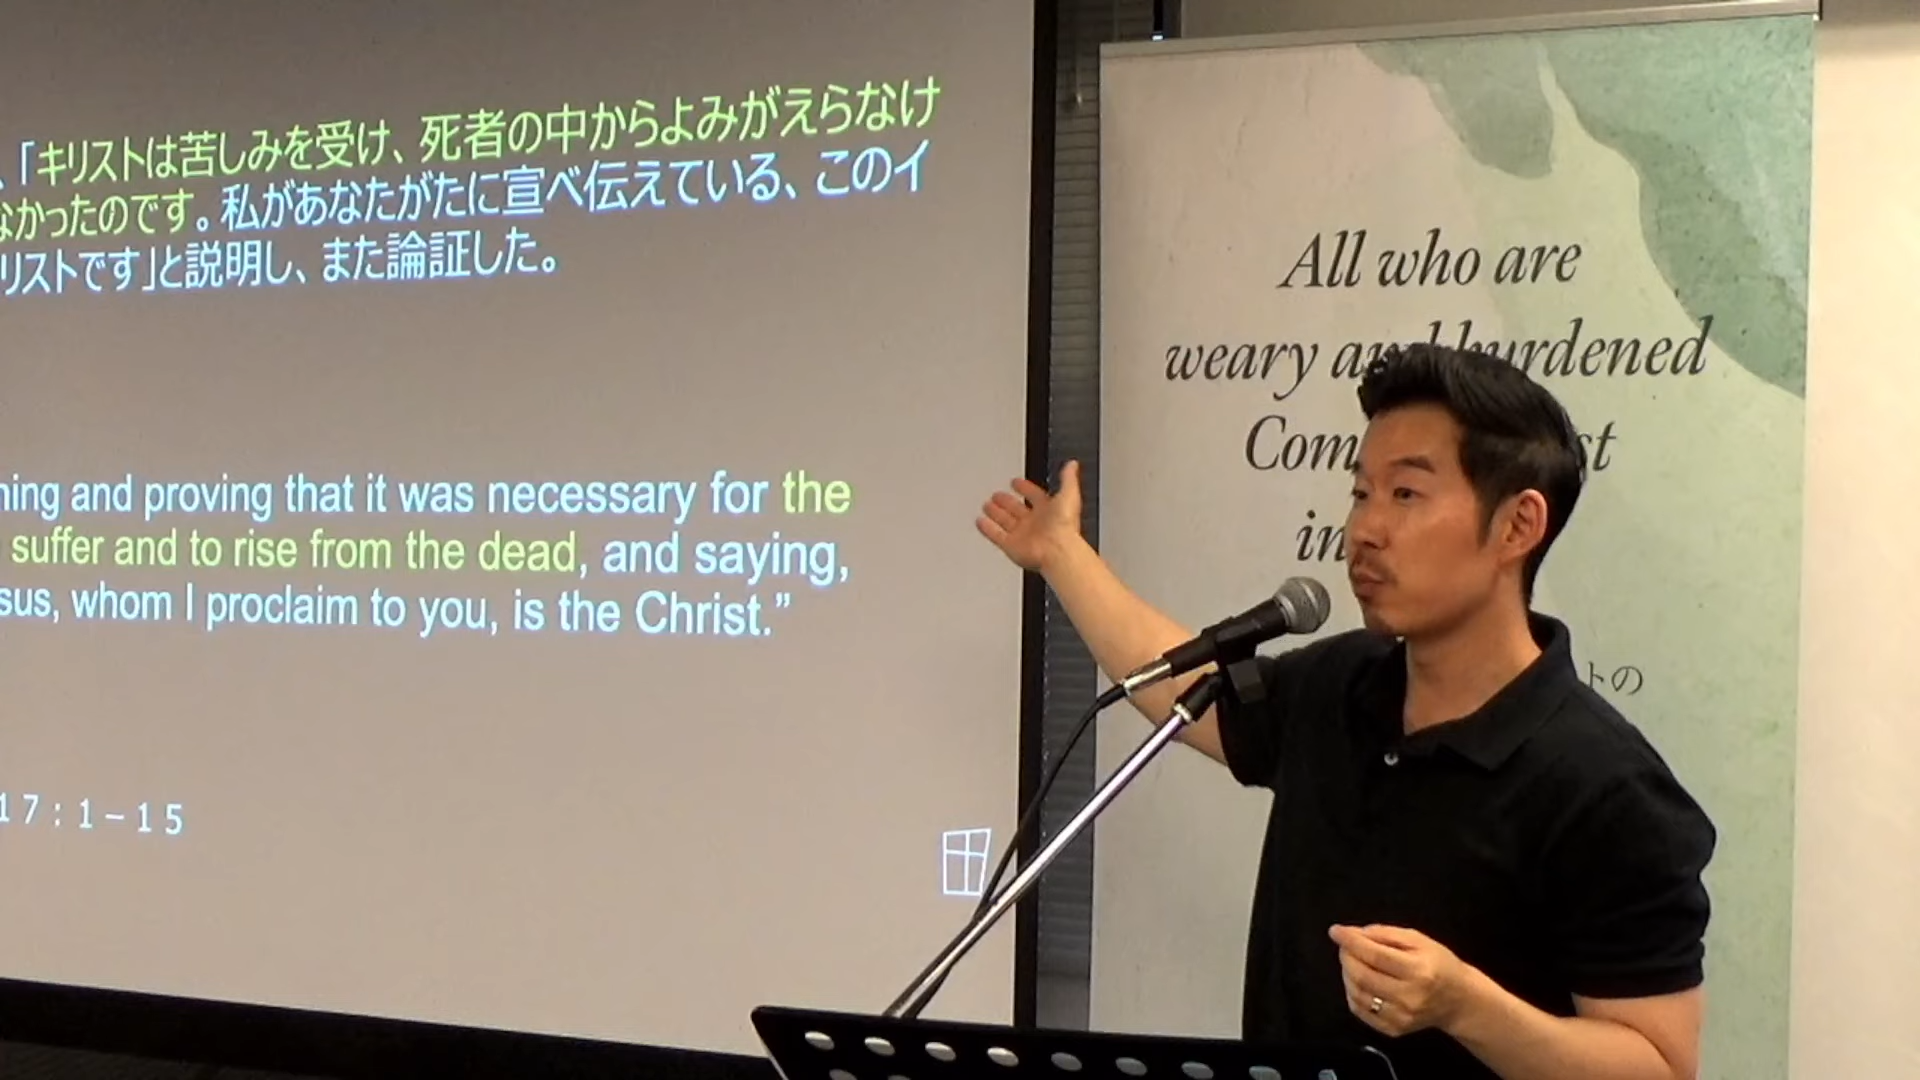 、「キリストは苦しみを受け、死者の中からよみがえらなけ
なかったのです。私があなたがたに宣べ伝えている、このイ
リストです」と説明し、また論証した。
ning and proving that it was necessary for the
suffer and to rise from the dead, and saying,
sus, whom I proclaim to you, is the Christ.”
17:1-15
All who are
weary and burdened
Com st
in
トの